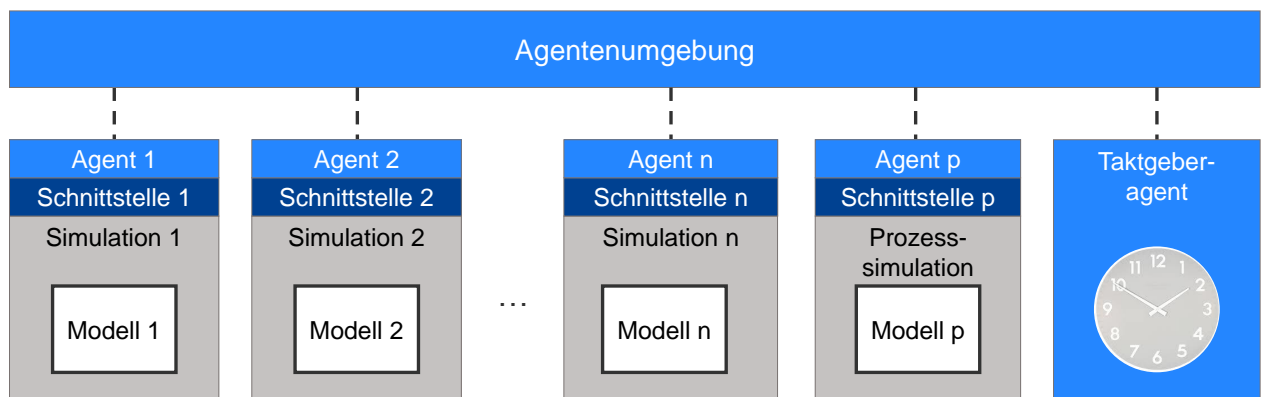 Agentenumgebung
Agent 1
Schnittstelle 1
Simulation 1
Modell 1
Agent 2
Schnittstelle 2
Simulation 2
Modell 2
...
Agent n
Schnittstelle n
Simulation n
Modell n
Agent p
Schnittstelle p
Prozess-
simulation
Modell p
Taktgeber-
agent
12
1
2
3
4
5
6
7
8
9
10
11